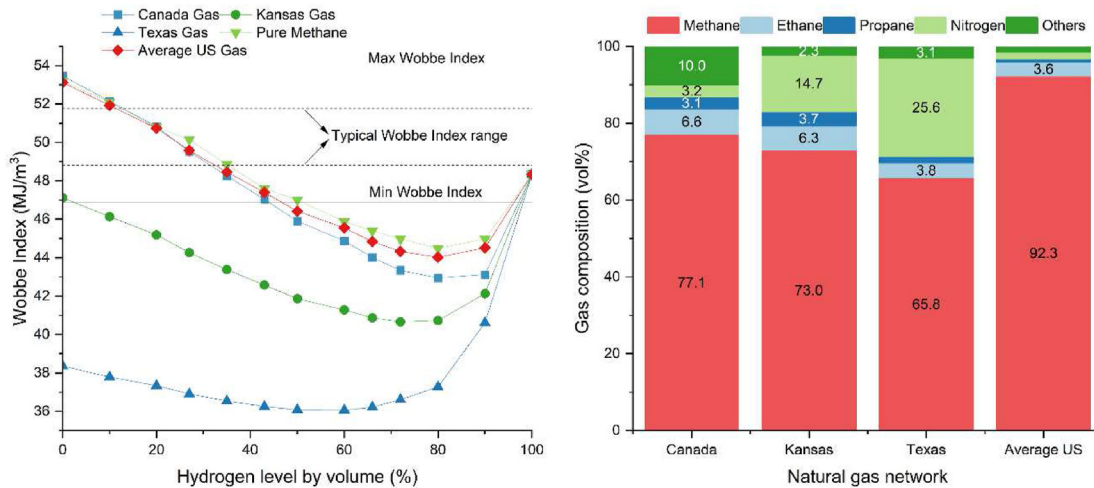 Canada Gas
Kansas Gas
Texas Gas
Pure Methane
Average US Gas
54
52
50
48
46
44
42
40
38
36
Wobbe Index (MJ/m³)
Max Wobbe Index
Typical Wobbe Index range
Min Wobbe Index
0
20
40
60
80
100
Hydrogen level by volume (%)
Methane
Ethane
Propane
Nitrogen
Others
100
80
60
40
20
0
Gas composition (vol%)
10.0
3.2
3.1
6.6
77.1
2.3
14.7
3.7
6.3
73.0
3.1
25.6
3.8
65.8
3.6
92.3
Canada
Kansas
Texas
Average US
Natural gas network